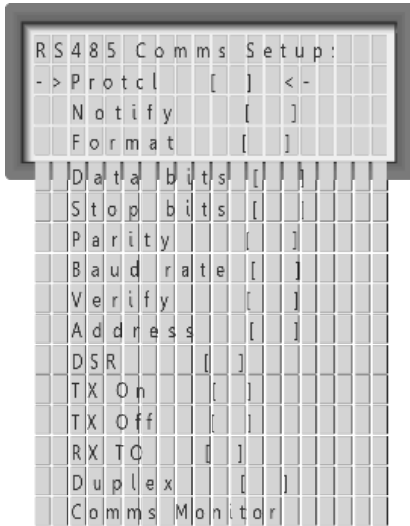 RS485 Comms Setup:
->Protcl [ ] <-
Notify [ ]
Format [ ]
Data bits [ ]
Stop bits [ ]
Parity [ ]
Baud rate [ ]
Verify [ ]
Address [ ]
DSR [ ]
TX On [ ]
TX Off [ ]
RX TO [ ]
Duplex [ ]
Comms Monitor